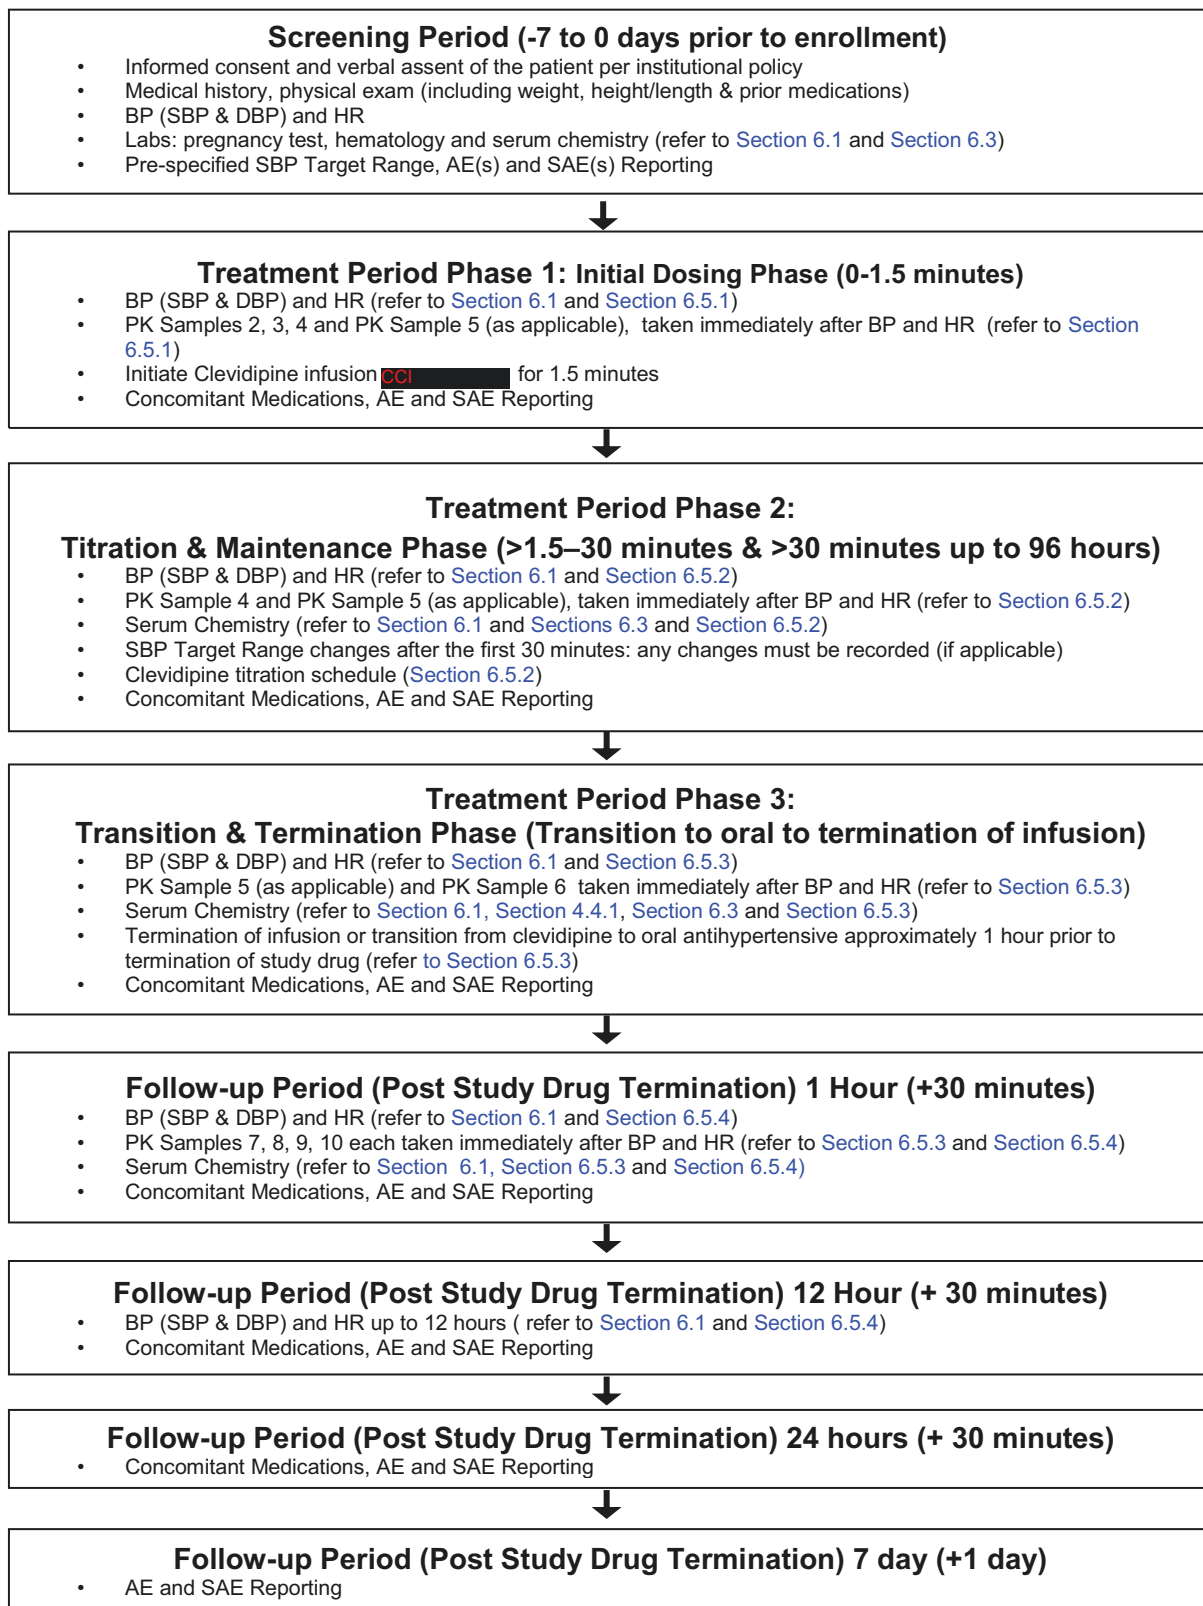 Screening Period (-7 to 0 days prior to enrollment)
• Informed consent and verbal assent of the patient per institutional policy
• Medical history, physical exam (including weight, height/length & prior medications)
• BP (SBP & DBP) and HR
• Labs: pregnancy test, hematology and serum chemistry (refer to Section 6.1 and Section 6.3)
• Pre-specified SBP Target Range, AE(s) and SAE(s) Reporting
Treatment Period Phase 1: Initial Dosing Phase (0-1.5 minutes)
• BP (SBP & DBP) and HR (refer to Section 6.1 and Section 6.5.1)
• PK Samples 2, 3, 4 and PK Sample 5 (as applicable), taken immediately after BP and HR (refer to Section
6.5.1)
• Initiate Clevidipine infusion CCI for 1.5 minutes
• Concomitant Medications, AE and SAE Reporting
Treatment Period Phase 2:
Titration & Maintenance Phase (>1.5–30 minutes & >30 minutes up to 96 hours)
• BP (SBP & DBP) and HR (refer to Section 6.1 and Section 6.5.2)
• PK Sample 4 and PK Sample 5 (as applicable), taken immediately after BP and HR (refer to Section 6.5.2)
• Serum Chemistry (refer to Section 6.1 and Sections 6.3 and Section 6.5.2)
• SBP Target Range changes after the first 30 minutes: any changes must be recorded (if applicable)
• Clevidipine titration schedule (Section 6.5.2)
• Concomitant Medications, AE and SAE Reporting
Treatment Period Phase 3:
Transition & Termination Phase (Transition to oral to termination of infusion)
• BP (SBP & DBP) and HR (refer to Section 6.1 and Section 6.5.3)
• PK Sample 5 (as applicable) and PK Sample 6 taken immediately after BP and HR (refer to Section 6.5.3)
• Serum Chemistry (refer to Section 6.1, Section 4.4.1, Section 6.3 and Section 6.5.3)
• Termination of infusion or transition from clevidipine to oral antihypertensive approximately 1 hour prior to
termination of study drug (refer to Section 6.5.3)
• Concomitant Medications, AE and SAE Reporting
Follow-up Period (Post Study Drug Termination) 1 Hour (+30 minutes)
• BP (SBP & DBP) and HR (refer to Section 6.1 and Section 6.5.4)
• PK Samples 7, 8, 9, 10 each taken immediately after BP and HR (refer to Section 6.5.3 and Section 6.5.4)
• Serum Chemistry (refer to Section 6.1, Section 6.5.3 and Section 6.5.4)
• Concomitant Medications, AE and SAE Reporting
Follow-up Period (Post Study Drug Termination) 12 Hour (+ 30 minutes)
• BP (SBP & DBP) and HR up to 12 hours ( refer to Section 6.1 and Section 6.5.4)
• Concomitant Medications, AE and SAE Reporting
Follow-up Period (Post Study Drug Termination) 24 hours (+ 30 minutes)
• Concomitant Medications, AE and SAE Reporting
Follow-up Period (Post Study Drug Termination) 7 day (+1 day)
• AE and SAE Reporting